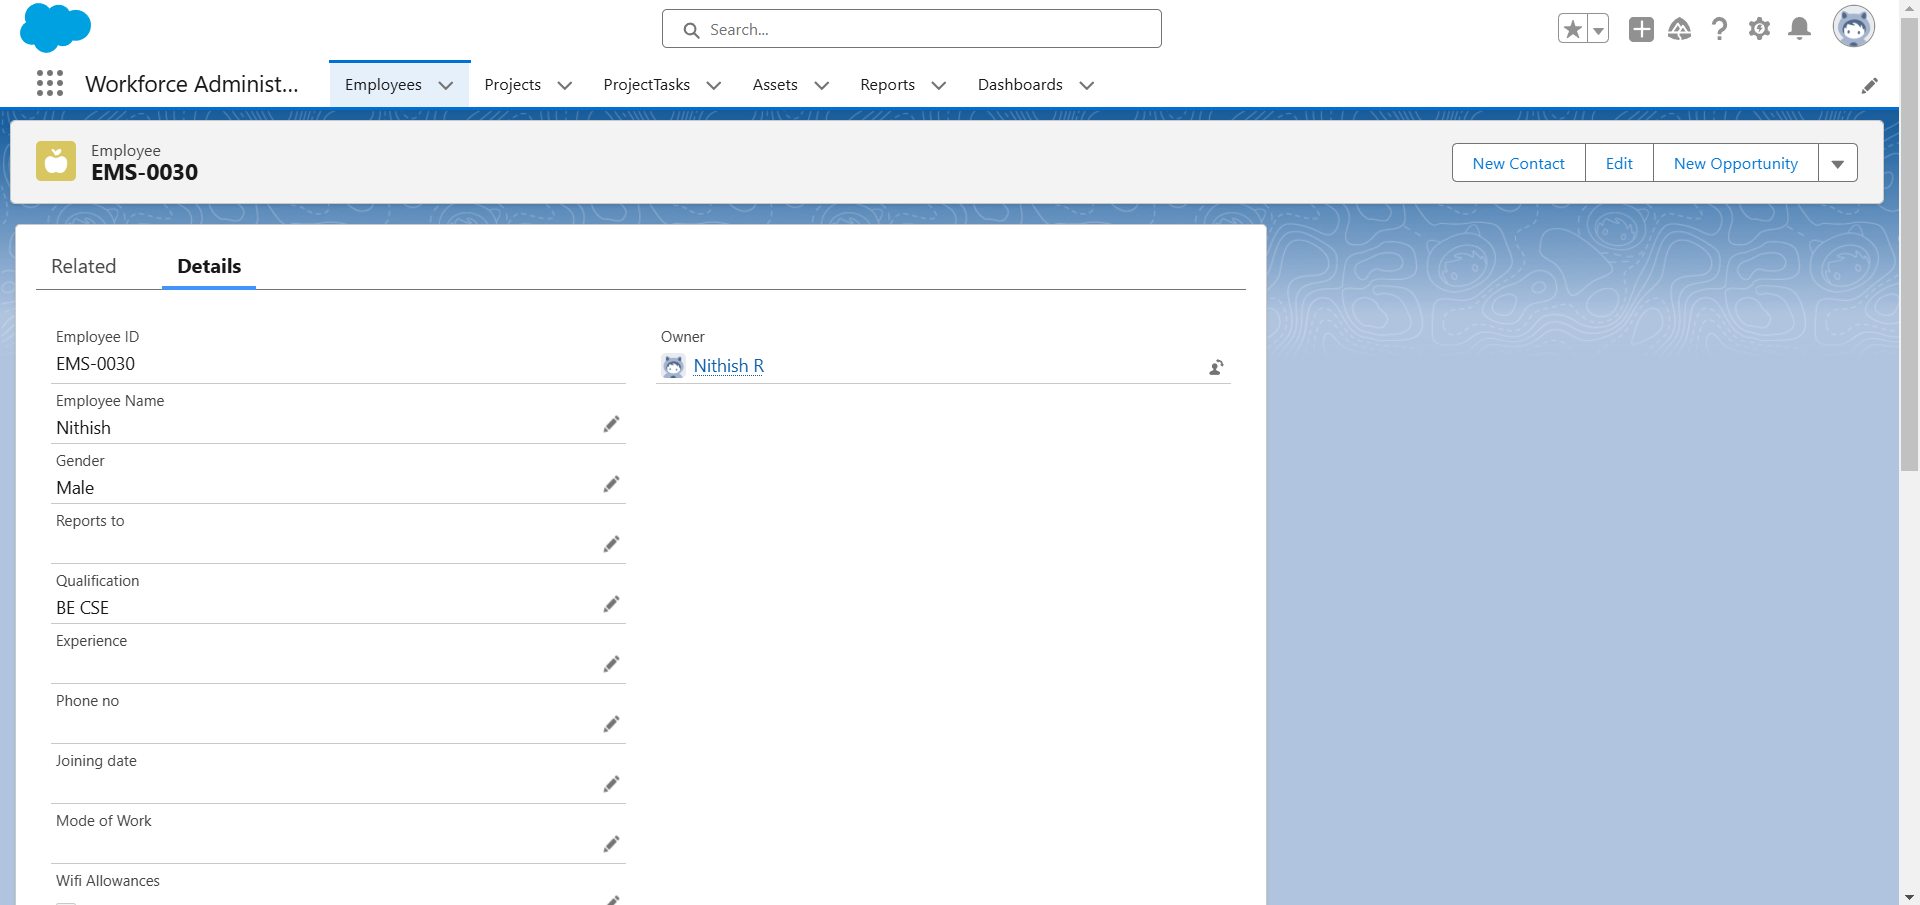 Search...
Workforce Administ...
Employees
Projects
ProjectTasks
Assets
Reports
Dashboards
Employee
EMS-0030
New Contact
Edit
New Opportunity
Related
Details
Employee ID
EMS-0030
Owner
Nithish R
Employee Name
Nithish
Gender
Male
Reports to
Qualification
BE CSE
Experience
Phone no
Joining date
Mode of Work
Wifi Allowances